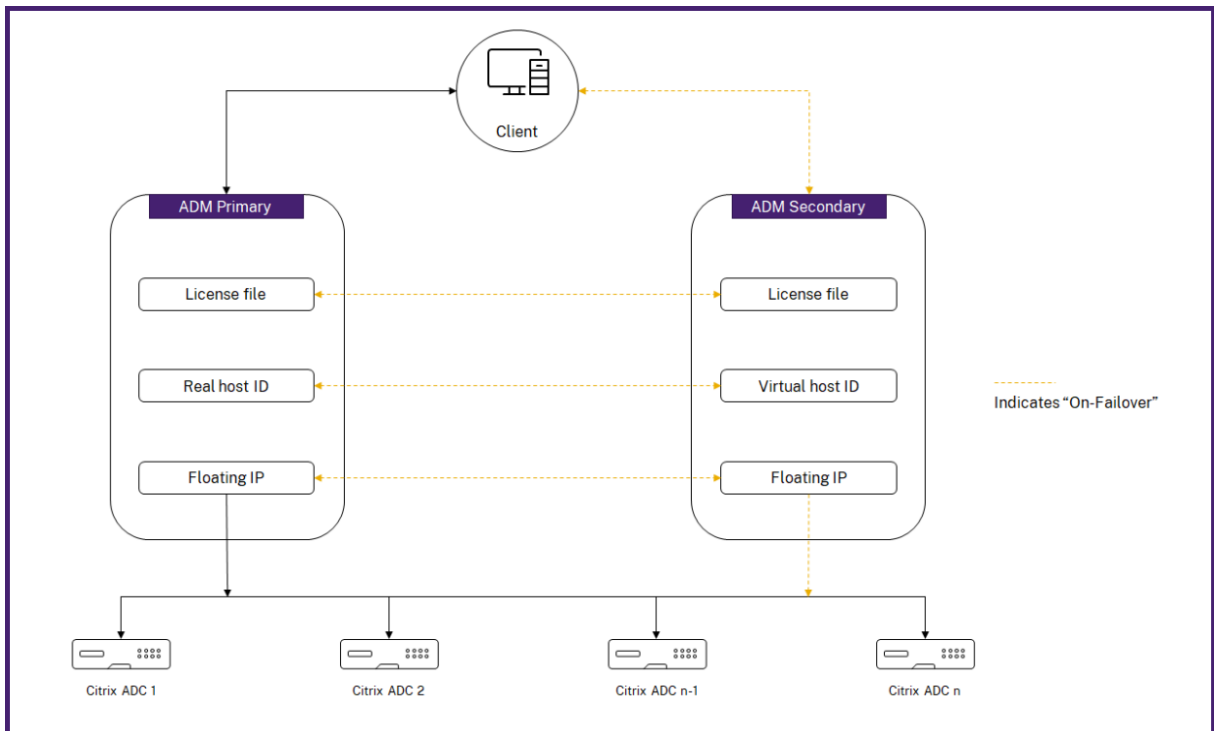 Client
ADM Primary
ADM Secondary
License file
License file
Real host ID
Virtual host ID
Indicates “On-Failover”
Floating IP
Floating IP
Citrix ADC 1
Citrix ADC 2
Citrix ADC n-1
Citrix ADC n